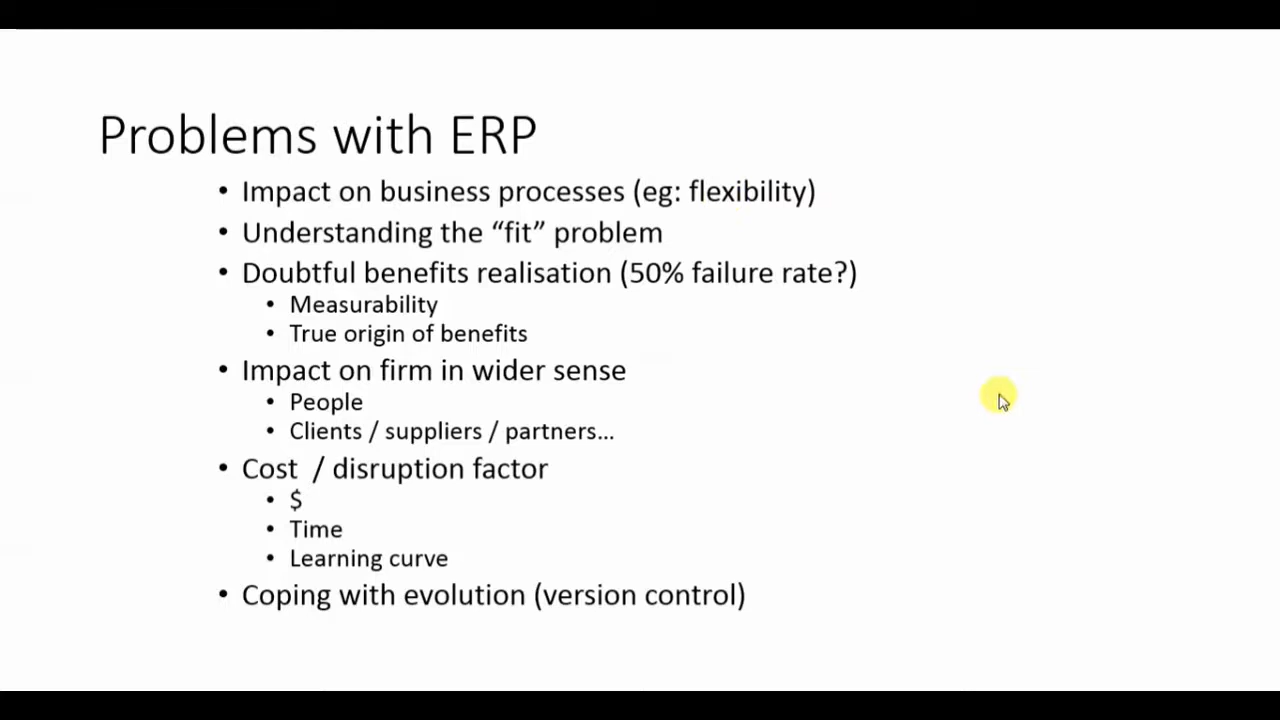 Problems with ERP
• Impact on business processes (eg: flexibility)
• Understanding the “fit” problem
• Doubtful benefits realisation (50% failure rate?)
• Measurability
• True origin of benefits
• Impact on firm in wider sense
• People
• Clients / suppliers / partners…
• Cost  / disruption factor
• $
• Time
• Learning curve
• Coping with evolution (version control)